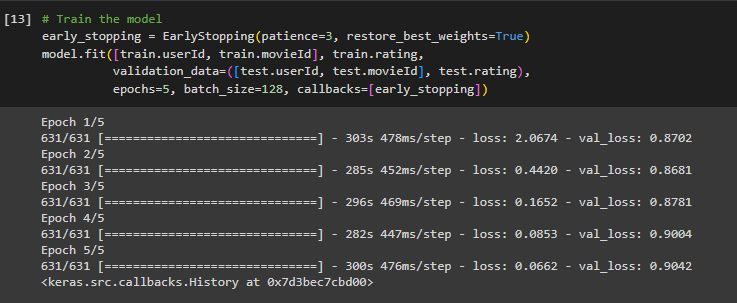 [13] # Train the model
early_stopping = EarlyStopping(patience=3, restore_best_weights=True)
model.fit([train.userId, train.movieId], train.rating,
validation_data=([test.userId, test.movieId], test.rating),
epochs=5, batch_size=128, callbacks=[early_stopping])
Epoch 1/5
631/631 [==============================] - 303s 478ms/step - loss: 2.0674 - val_loss: 0.8702
Epoch 2/5
631/631 [==============================] - 285s 452ms/step - loss: 0.4420 - val_loss: 0.8681
Epoch 3/5
631/631 [==============================] - 296s 469ms/step - loss: 0.1652 - val_loss: 0.8781
Epoch 4/5
631/631 [==============================] - 282s 447ms/step - loss: 0.0853 - val_loss: 0.9004
Epoch 5/5
631/631 [==============================] - 300s 476ms/step - loss: 0.0662 - val_loss: 0.9042
<keras.src.callbacks.History at 0x7d3bec7cbd00>